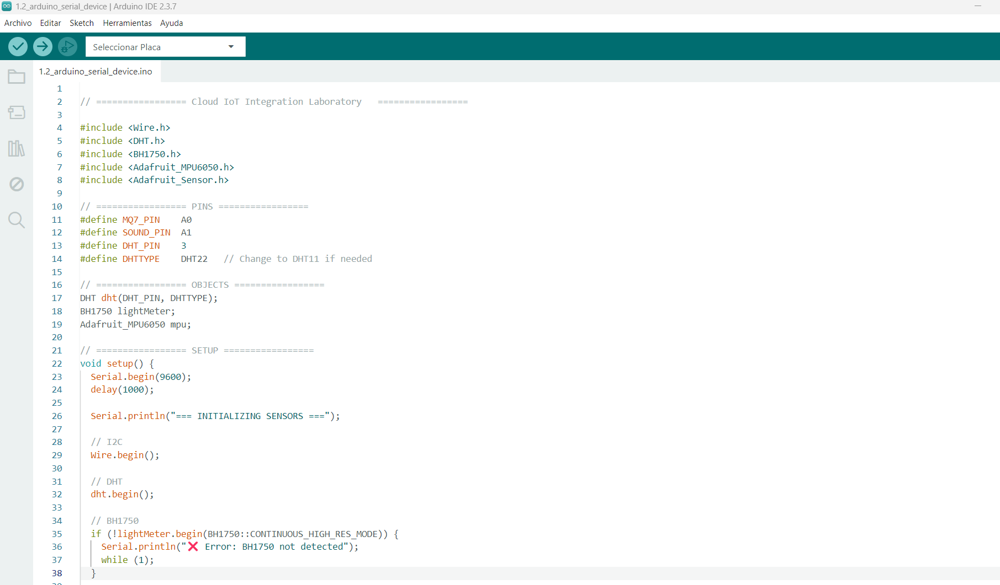 1.2_arduino_serial_device | Arduino IDE 2.3.7
Archivo Editar Sketch Herramientas Ayuda
Seleccionar Placa
1.2_arduino_serial_device.ino
1
2 // ================= Cloud IoT Integration Laboratory   =================
3
4 #include <Wire.h>
5 #include <DHT.h>
6 #include <BH1750.h>
7 #include <Adafruit_MPU6050.h>
8 #include <Adafruit_Sensor.h>
9
10 // ================= PINS =================
11 #define MQ7_PIN    A0
12 #define SOUND_PIN  A1
13 #define DHT_PIN    3
14 #define DHTTYPE    DHT22   // Change to DHT11 if needed
15
16 // ================= OBJECTS =================
17 DHT dht(DHT_PIN, DHTTYPE);
18 BH1750 lightMeter;
19 Adafruit_MPU6050 mpu;
20
21 // ================= SETUP =================
22 void setup() {
23   Serial.begin(9600);
24   delay(1000);
25
26   Serial.println("=== INITIALIZING SENSORS ===");
27
28   // I2C
29   Wire.begin();
30
31   // DHT
32   dht.begin();
33
34   // BH1750
35   if (!lightMeter.begin(BH1750::CONTINUOUS_HIGH_RES_MODE)) {
36     Serial.println("❌ Error: BH1750 not detected");
37     while (1);
38   }